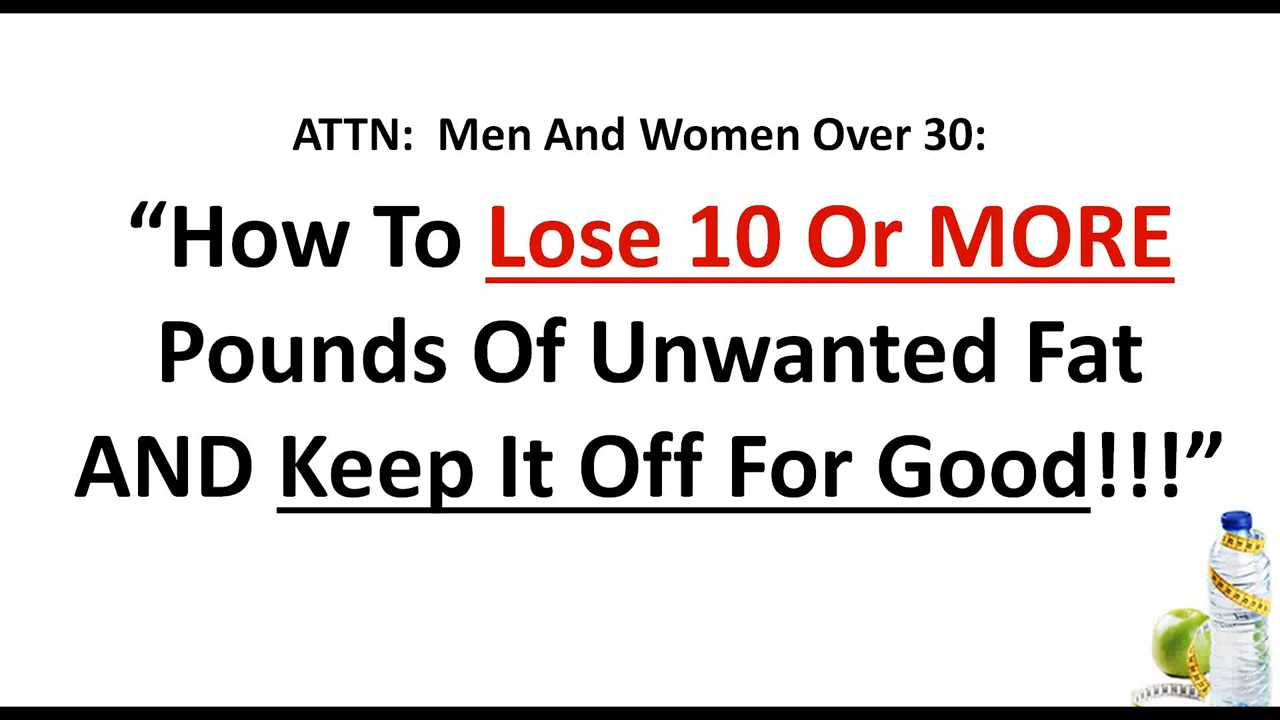 ATTN:  Men And Women Over 30:
“How To Lose 10 Or MORE
Pounds Of Unwanted Fat
AND Keep It Off For Good!!!”